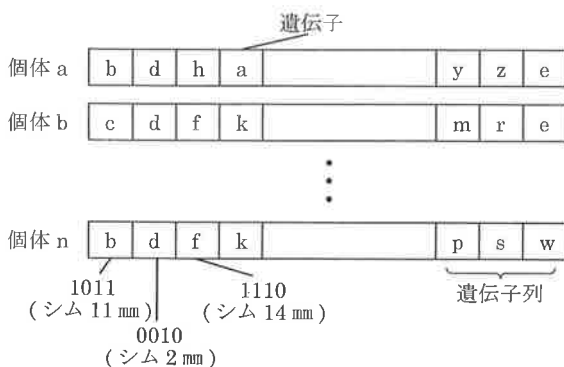 遺伝子
個体 a b d h a y z e
個体 b c d f k m r e
個体 n b d f k p s w
1011
(シム 11 ㎜)
0010
(シム 2 ㎜)
1110
(シム 14 ㎜)
遺伝子列